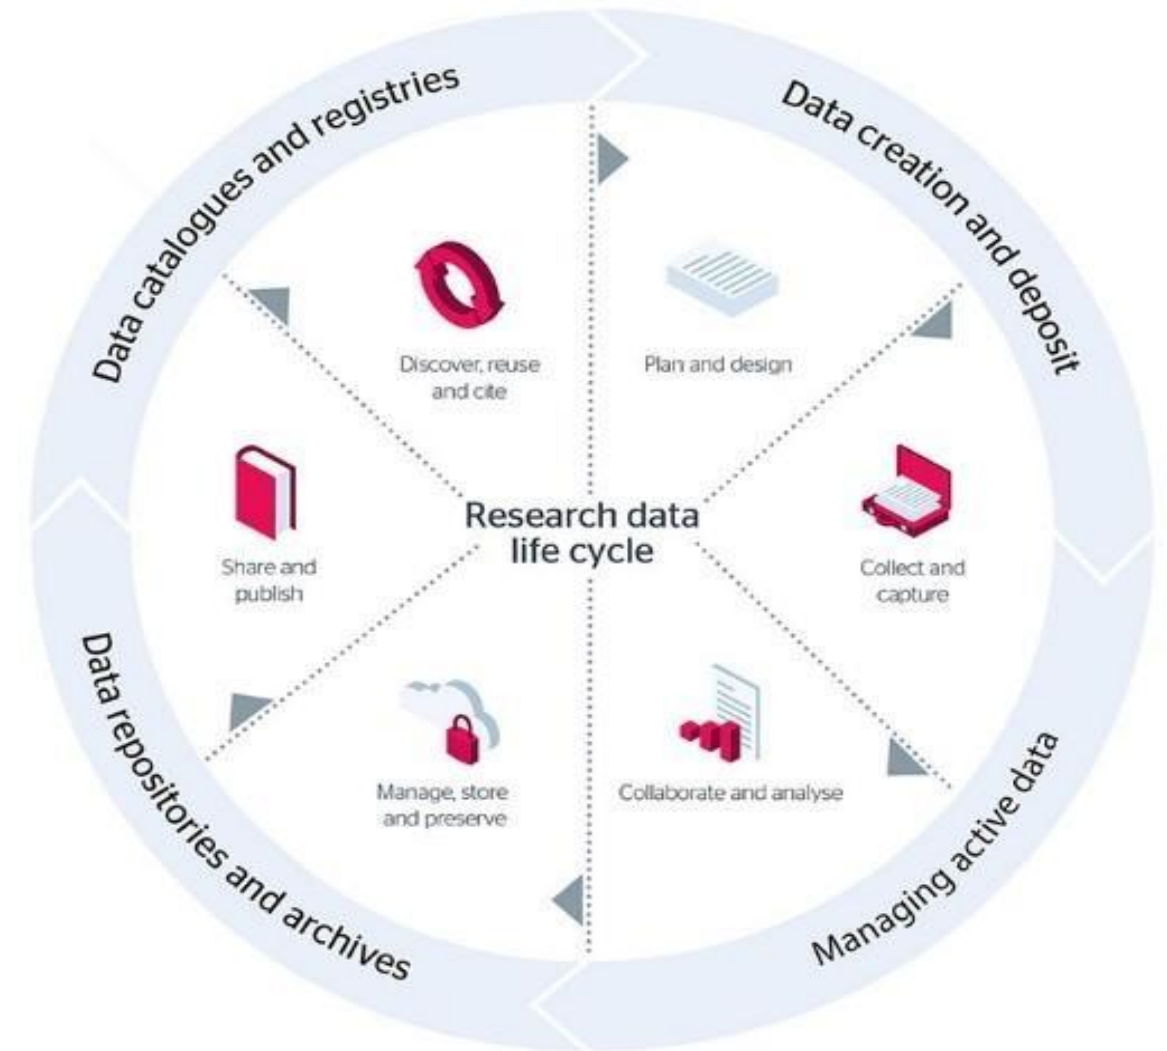 Data catalogues and registries
Data creation and deposit
Discover, reuse
and cite
Plan and design
Share and
publish
Research data
life cycle
Collect and
capture
Manage, store
and preserve
Collaborate and analyse
Data repositories and archives
Managing active data